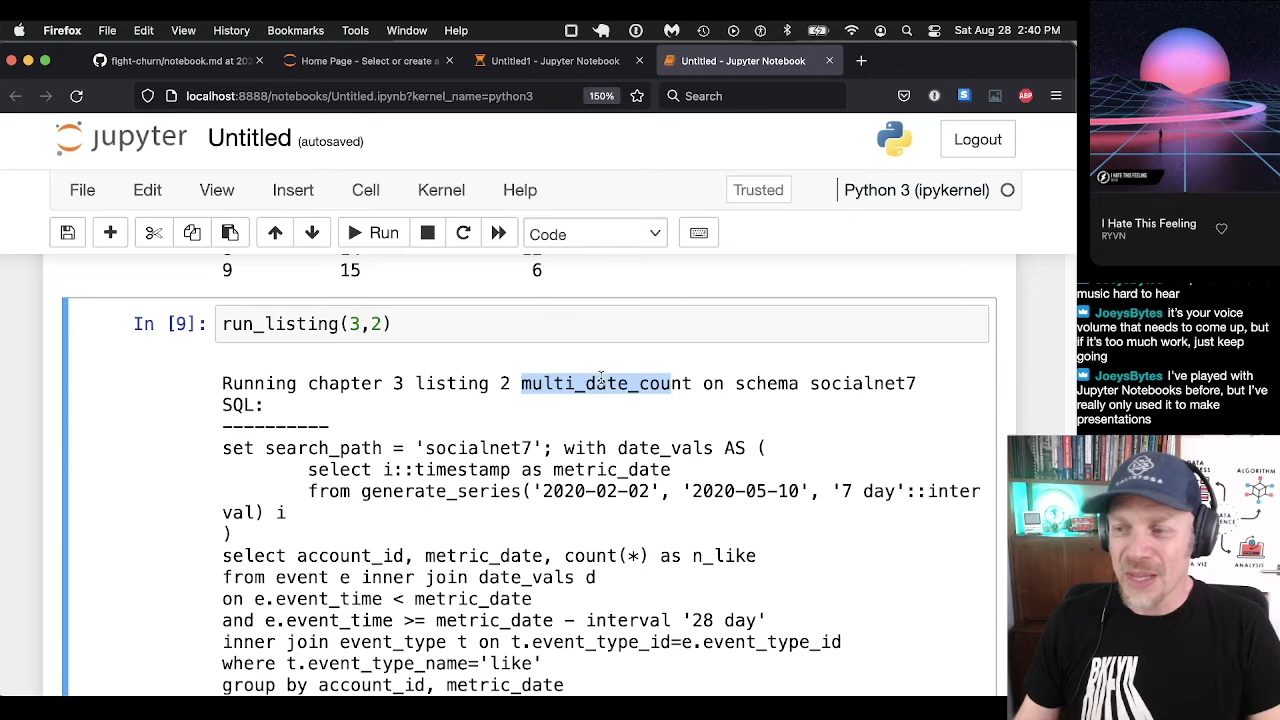 Firefox File Edit View History Bookmarks Tools Window Help Sat Aug 28 2:40 PM
fight-churn/notebook.md at 202
Home Page - Select or create a
Untitled1 - Jupyter Notebook
Untitled - Jupyter Notebook
localhost:8888/notebooks/Untitled.ipynb?kernel_name=python3 150% Search
jupyter Untitled (autosaved) Logout
File Edit View Insert Cell Kernel Help Trusted Python 3 (ipykernel)
Run Code
9 15 6
In [9]: run_listing(3,2)
Running chapter 3 listing 2 multi_date_count on schema socialnet7
SQL:
----------
set search_path = 'socialnet7'; with date_vals AS (
select i::timestamp as metric_date
from generate_series('2020-02-02', '2020-05-10', '7 day'::inter
val) i
)
select account_id, metric_date, count(*) as n_like
from event e inner join date_vals d
on e.event_time < metric_date
and e.event_time >= metric_date - interval '28 day'
inner join event_type t on t.event_type_id=e.event_type_id
where t.event_type_name='like'
group by account_id, metric_date
I HATE THIS FEELING
I Hate This Feeling
RYVN
music hard to hear
JoeysBytes it's your voice
volume that needs to come up, but
if it's too much work, just keep
going
JoeysBytes I've played with
Jupyter Notebooks before, but I've
really only used it to make
presentations
ALGORITHM
DATA
ANALYSIS